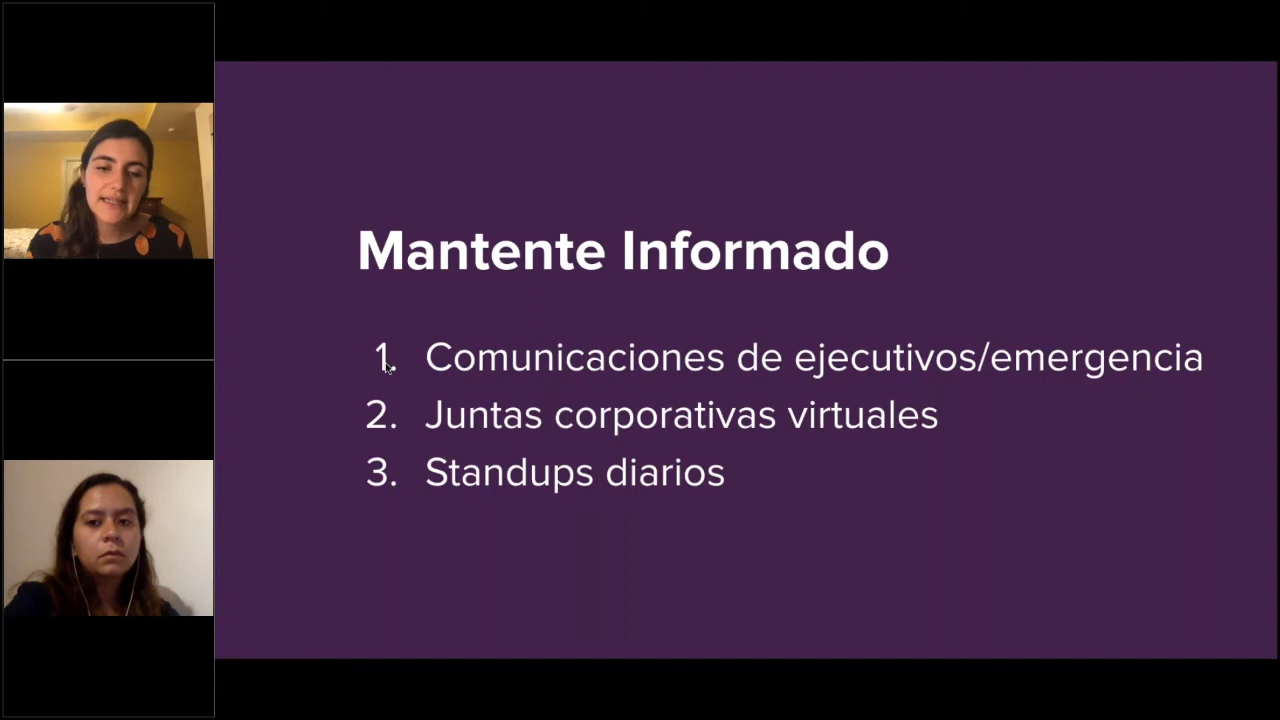 Mantente Informado
1. Comunicaciones de ejecutivos/emergencia
2. Juntas corporativas virtuales
3. Standups diarios